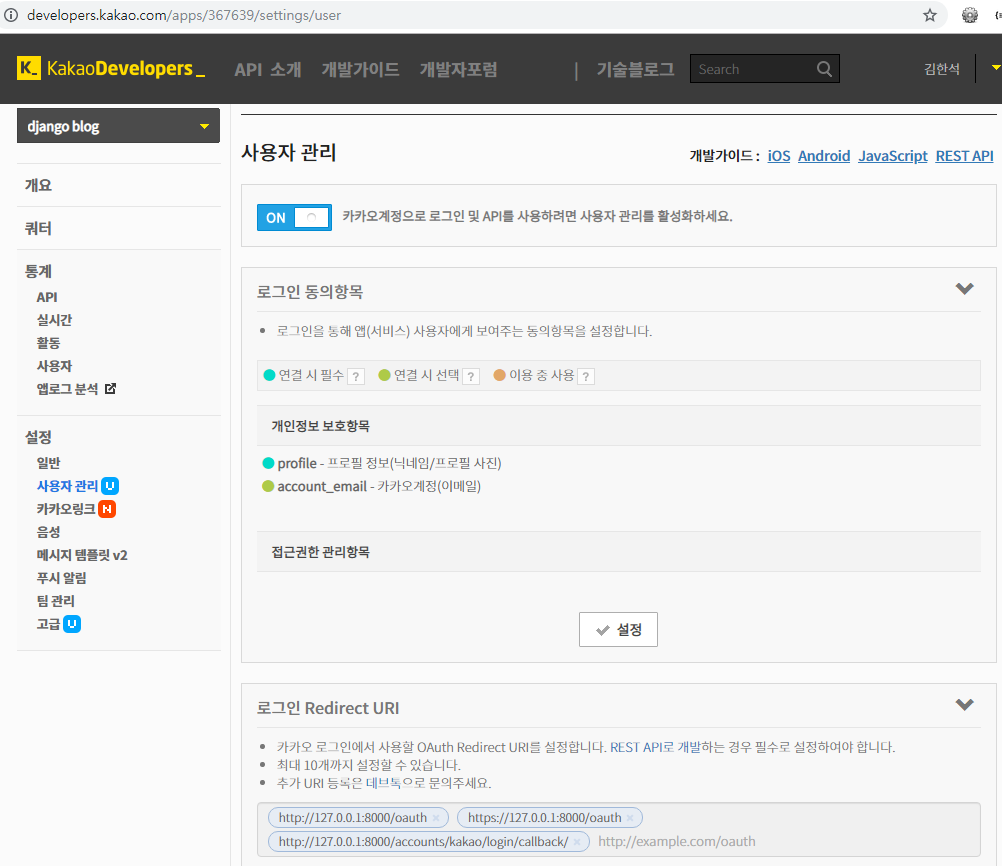 developers.kakao.com/apps/367639/settings/user
K_ KakaoDevelopers_ API 소개 개발가이드 개발자포럼 | 기술블로그 Search 김한석
django blog
개요
쿼터
통계
API
실시간
활동
사용자
앱로그 분석
설정
일반
사용자 관리 U
카카오링크 N
음성
메시지 템플릿 v2
푸시 알림
팀 관리
고급 U
사용자 관리
개발가이드 : iOS Android JavaScript REST API
ON 카카오계정으로 로그인 및 API를 사용하려면 사용자 관리를 활성화하세요.
로그인 동의항목
로그인을 통해 앱(서비스) 사용자에게 보여주는 동의항목을 설정합니다.
연결 시 필수 ? 연결 시 선택 ? 이용 중 사용 ?
개인정보 보호항목
profile - 프로필 정보(닉네임/프로필 사진)
account_email - 카카오계정(이메일)
접근권한 관리항목
설정
로그인 Redirect URI
카카오 로그인에서 사용할 OAuth Redirect URI를 설정합니다. REST API로 개발하는 경우 필수로 설정하여야 합니다.
최대 10개까지 설정할 수 있습니다.
추가 URI 등록은 데브톡으로 문의주세요.
http://127.0.0.1:8000/oauth × https://127.0.0.1:8000/oauth ×
http://127.0.0.1:8000/accounts/kakao/login/callback/ × http://example.com/oauth